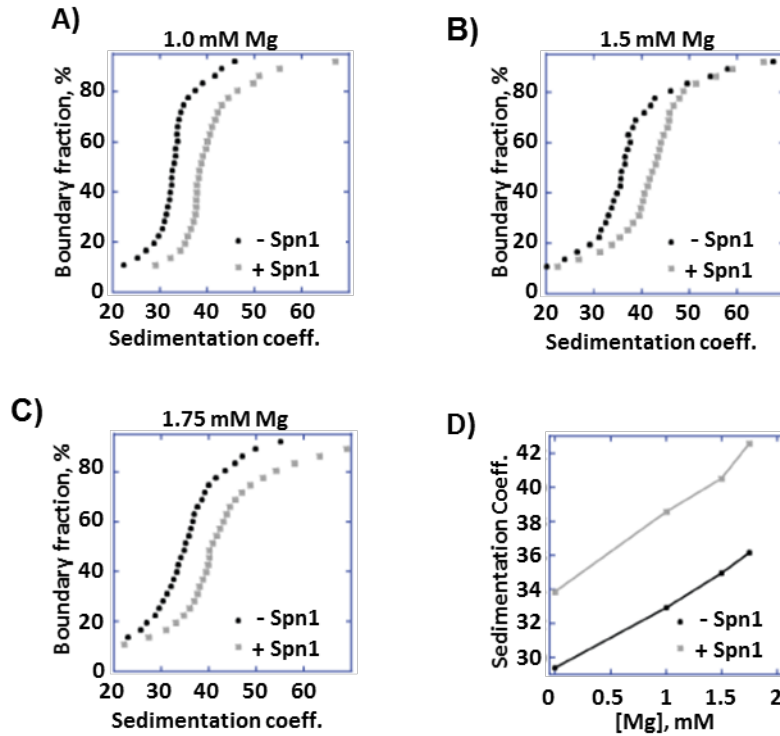 A)
1.0 mM Mg
Boundary fraction, %
80
60
40
20
0
- Spn1
+ Spn1
20 30 40 50 60
Sedimentation coeff.
B)
1.5 mM Mg
Boundary fraction, %
80
60
40
20
0
- Spn1
+ Spn1
20 30 40 50 60
Sedimentation coeff.
C)
1.75 mM Mg
Boundary fraction, %
80
60
40
20
0
- Spn1
+ Spn1
20 30 40 50 60
Sedimentation coeff.
D)
Sedimentation Coeff.
42
40
38
36
34
32
30
- Spn1
+ Spn1
0 0.5 1 1.5 2
[Mg], mM